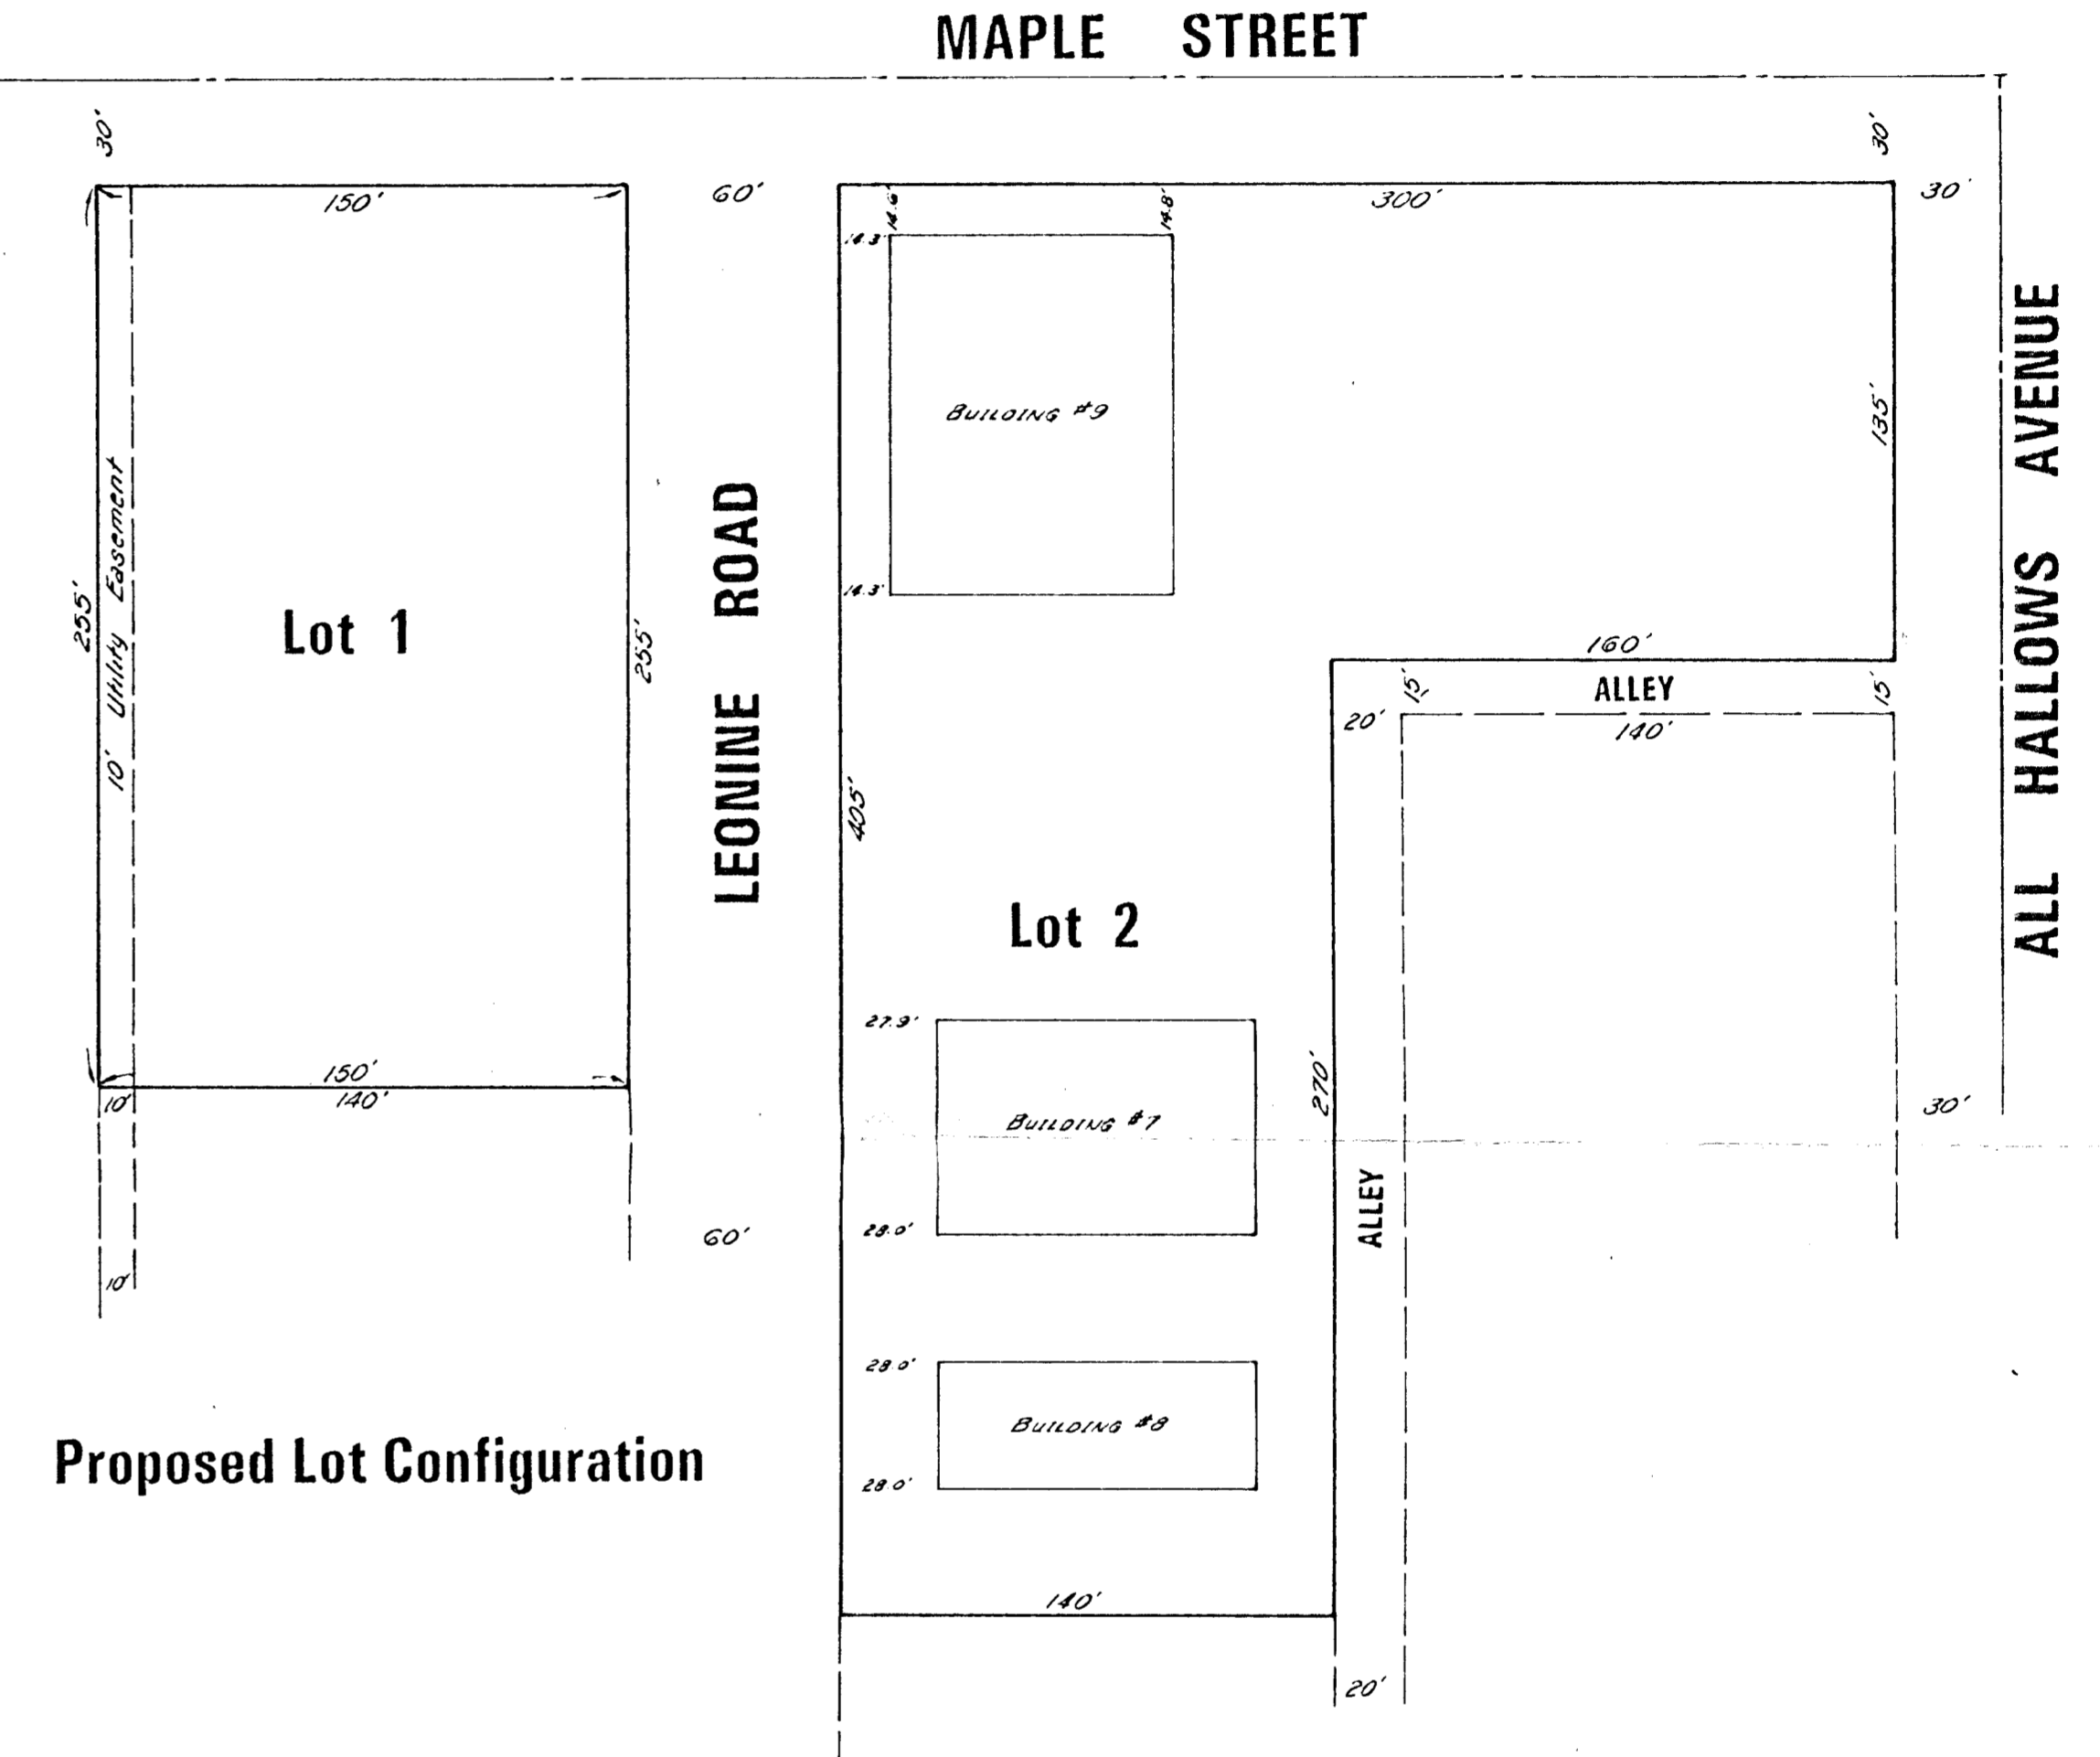 MAPLE STREET
30'
30'
150'
60'
300'
30'
14.6'
14.8'
14.3'
BUILDING #9
135'
ALL HALLOWS AVENUE
10' Utility Easement
255'
Lot 1
255'
LEONINE ROAD
14.3'
160'
15'
ALLEY
15'
20'
140'
405'
Lot 2
27.9'
270'
150'
10'
140'
BUILDING #7
30'
ALLEY
60'
28.0'
10'
28.0'
BUILDING #8
Proposed Lot Configuration
28.0'
140'
20'